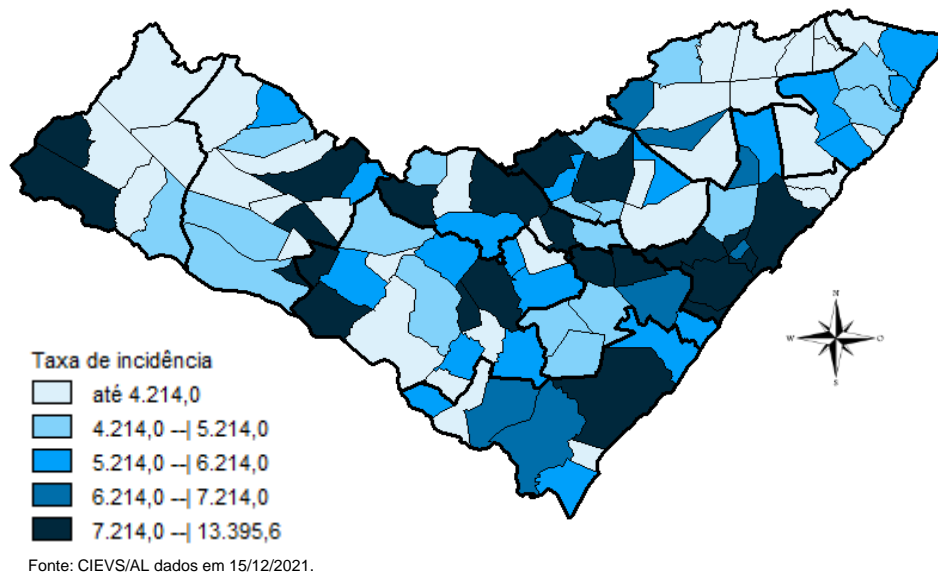 N
W O
S
Taxa de incidência
até 4.214,0
4.214,0 --| 5.214,0
5.214,0 --| 6.214,0
6.214,0 --| 7.214,0
7.214,0 --| 13.395,6
Fonte: CIEVS/AL dados em 15/12/2021.